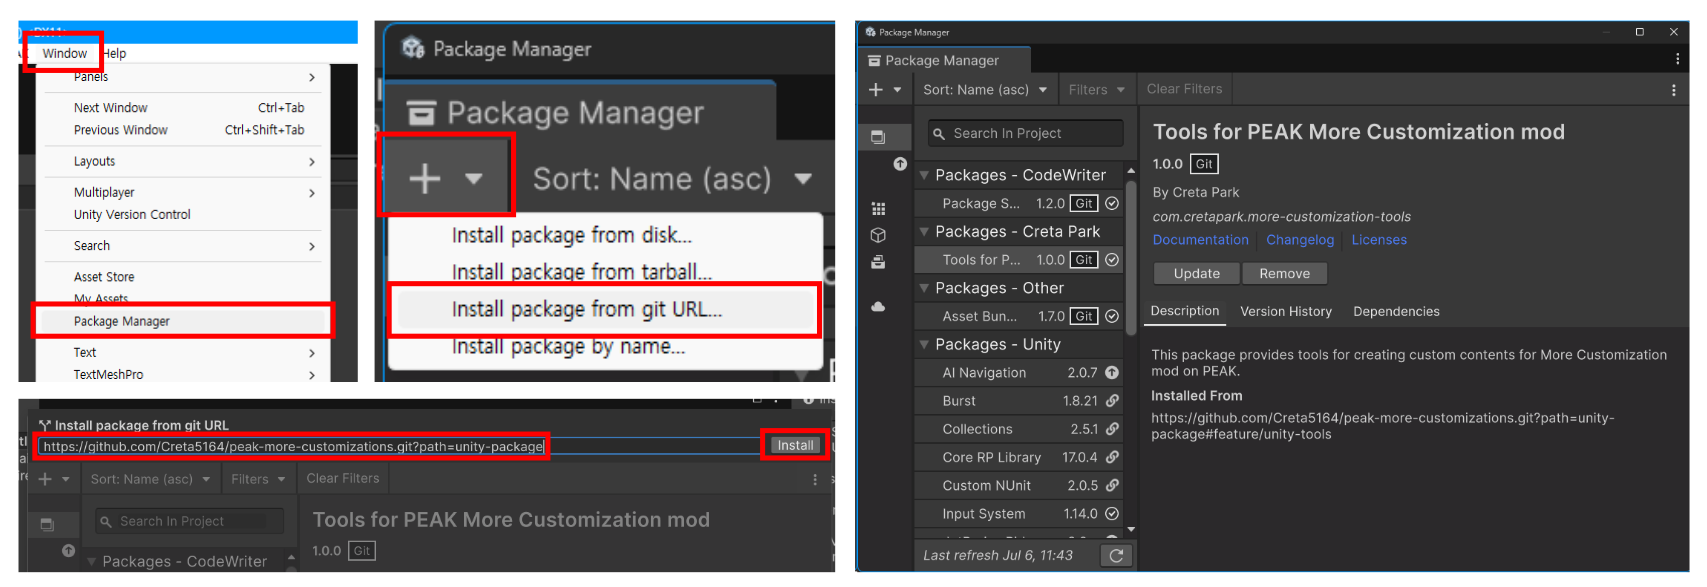 Window Help
Panels
Next Window Ctrl+Tab
Previous Window Ctrl+Shift+Tab
Layouts
Multiplayer
Unity Version Control
Search
Asset Store
My Assets
Package Manager
Text
TextMeshPro
Package Manager
Package Manager
Sort: Name (asc)
Install package from disk...
Install package from tarball...
Install package from git URL...
Install package by name...
Install package from git URL
https://github.com/Creta5164/peak-more-customizations.git?path=unity-package
Install
Sort: Name (asc) Filters Clear Filters
Search In Project
Tools for PEAK More Customization mod
1.0.0 Git
Packages - CodeWriter
Package Manager
Package Manager
Sort: Name (asc) Filters Clear Filters
Search In Project
Packages - CodeWriter
Package S... 1.2.0 Git
Packages - Creta Park
Tools for P... 1.0.0 Git
Packages - Other
Asset Bun... 1.7.0 Git
Packages - Unity
AI Navigation 2.0.7
Burst 1.8.21
Collections 2.5.1
Core RP Library 17.0.4
Custom NUnit 2.0.5
Input System 1.14.0
Last refresh Jul 6, 11:43
Tools for PEAK More Customization mod
1.0.0 Git
By Creta Park
com.cretapark.more-customization-tools
Documentation Changelog Licenses
Update Remove
Description Version History Dependencies
This package provides tools for creating custom contents for More Customization
mod on PEAK.
Installed From
https://github.com/Creta5164/peak-more-customizations.git?path=unity-
package#feature/unity-tools